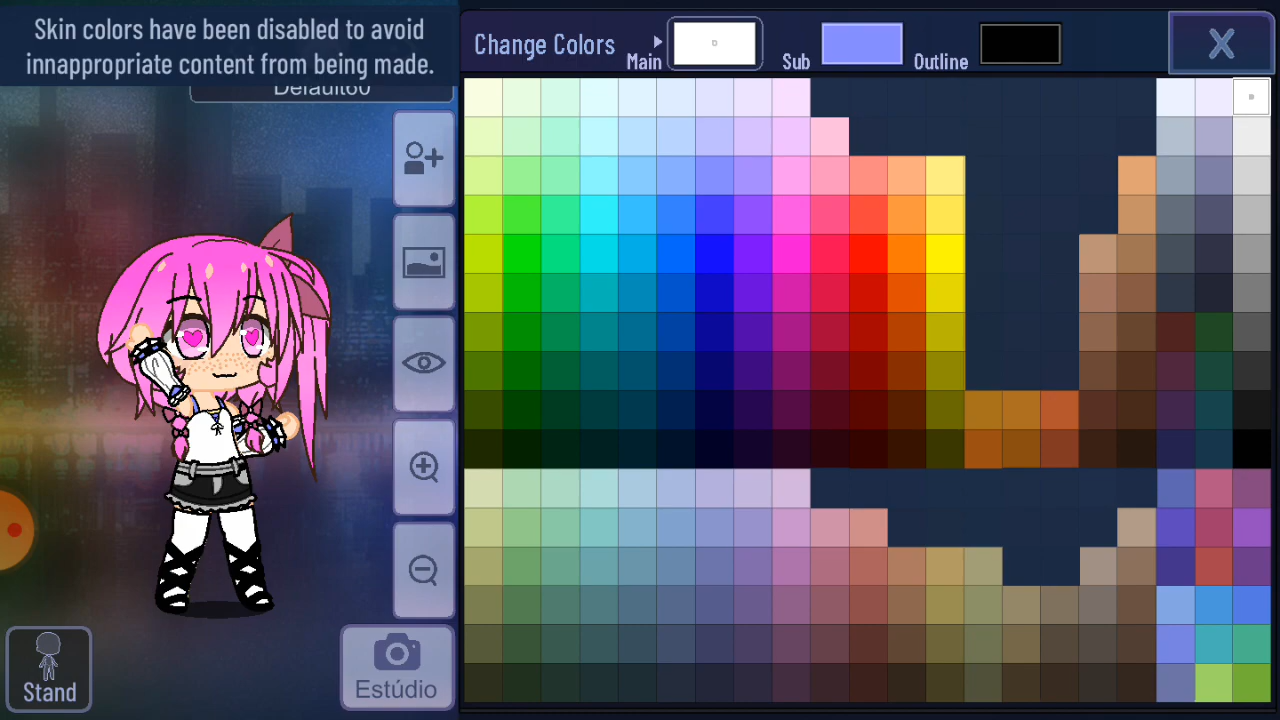 Skin colors have been disabled to avoid
innappropriate content from being made.
Default60
Change Colors
Main
Sub
Outline
X
Stand
Estúdio